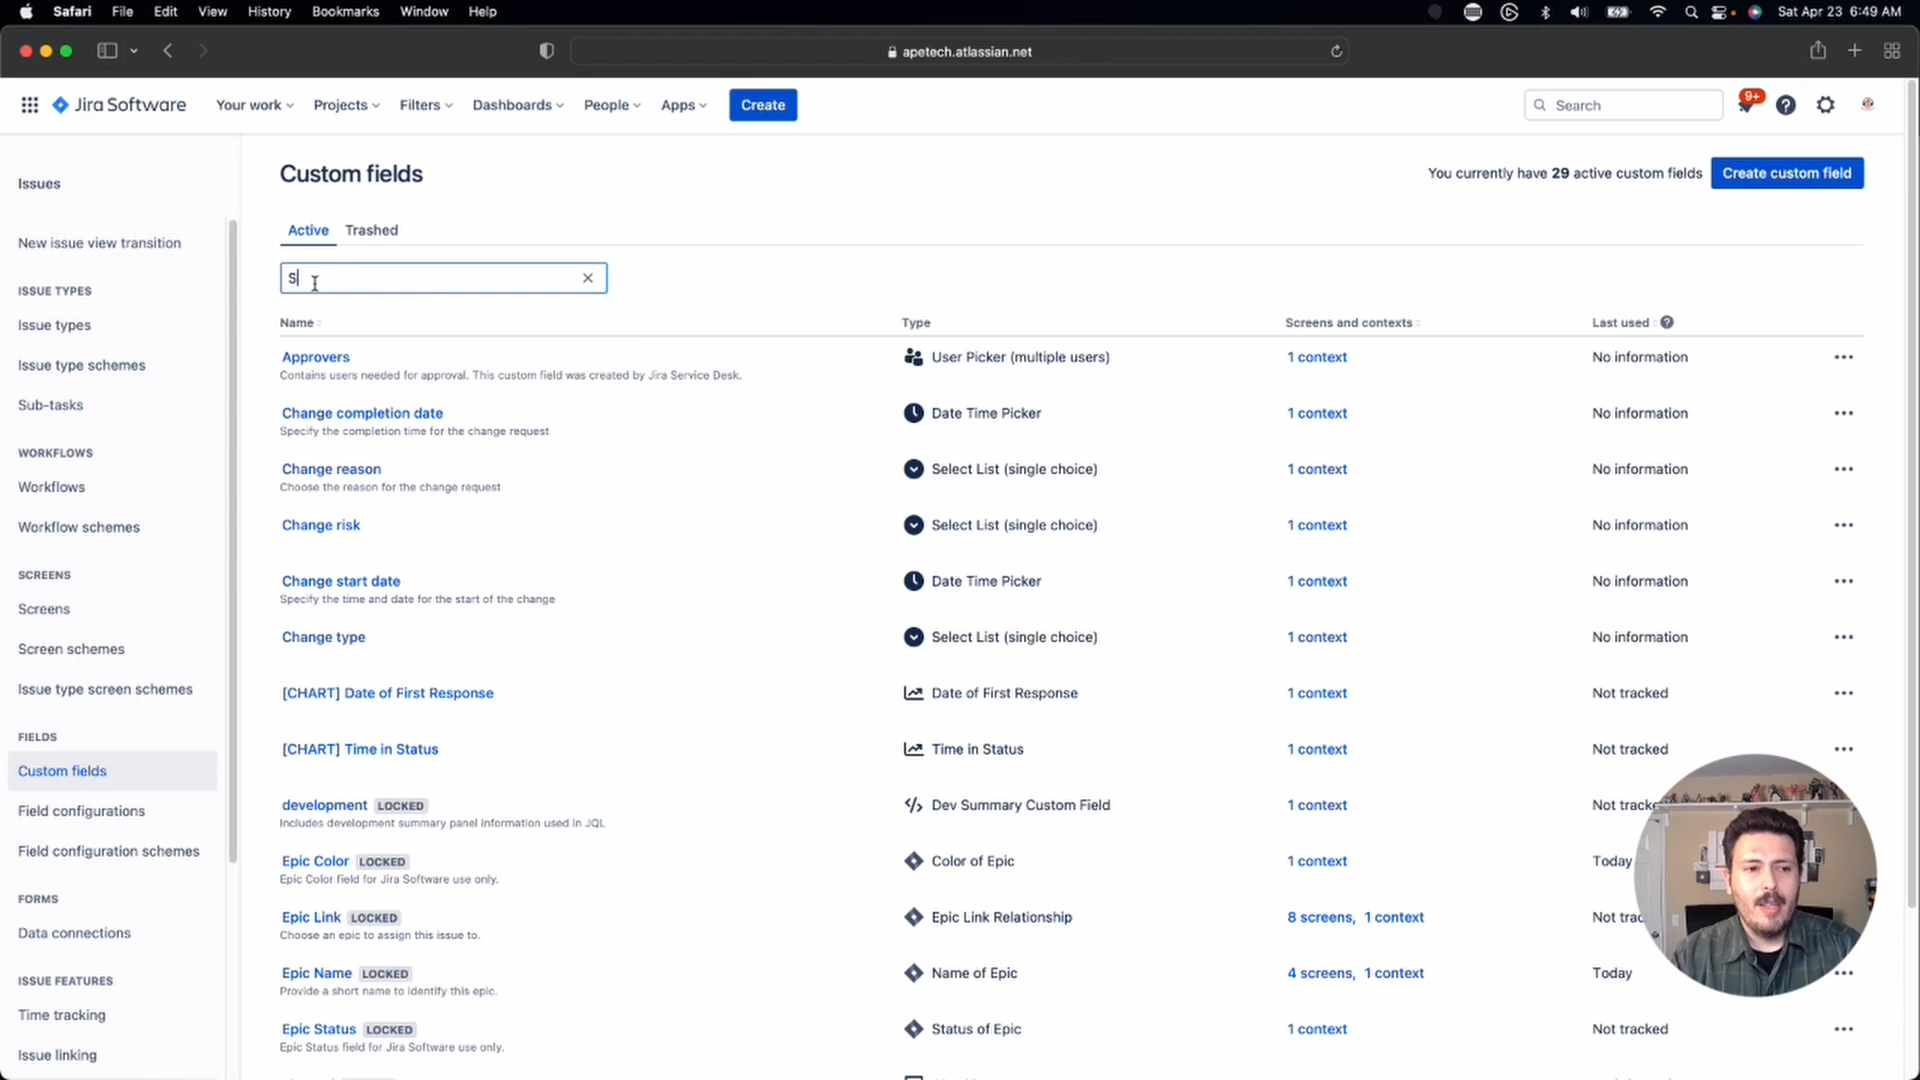 Safari File Edit View History Bookmarks Window Help Sat Apr 23 6:49 AM
apetech.atlassian.net
Jira Software Your work Projects Filters Dashboards People Apps Create Search 9+
Issues
New issue view transition
ISSUE TYPES
Issue types
Issue type schemes
Sub-tasks
WORKFLOWS
Workflows
Workflow schemes
SCREENS
Screens
Screen schemes
Issue type screen schemes
FIELDS
Custom fields
Field configurations
Field configuration schemes
FORMS
Data connections
ISSUE FEATURES
Time tracking
Issue linking
Custom fields
You currently have 29 active custom fields Create custom field
Active Trashed
S
Name Type Screens and contexts Last used
Approvers User Picker (multiple users) 1 context No information
Contains users needed for approval. This custom field was created by Jira Service Desk.
Change completion date Date Time Picker 1 context No information
Specify the completion time for the change request
Change reason Select List (single choice) 1 context No information
Choose the reason for the change request
Change risk Select List (single choice) 1 context No information
Change start date Date Time Picker 1 context No information
Specify the time and date for the start of the change
Change type Select List (single choice) 1 context No information
[CHART] Date of First Response Date of First Response 1 context Not tracked
[CHART] Time in Status Time in Status 1 context Not tracked
development LOCKED Dev Summary Custom Field 1 context Not tracke
Includes development summary panel information used in JQL
Epic Color LOCKED Color of Epic 1 context Today
Epic Color field for Jira Software use only.
Epic Link LOCKED Epic Link Relationship 8 screens, 1 context Not trac
Choose an epic to assign this issue to.
Epic Name LOCKED Name of Epic 4 screens, 1 context Today
Provide a short name to identify this epic.
Epic Status LOCKED Status of Epic 1 context Not tracked
Epic Status field for Jira Software use only.